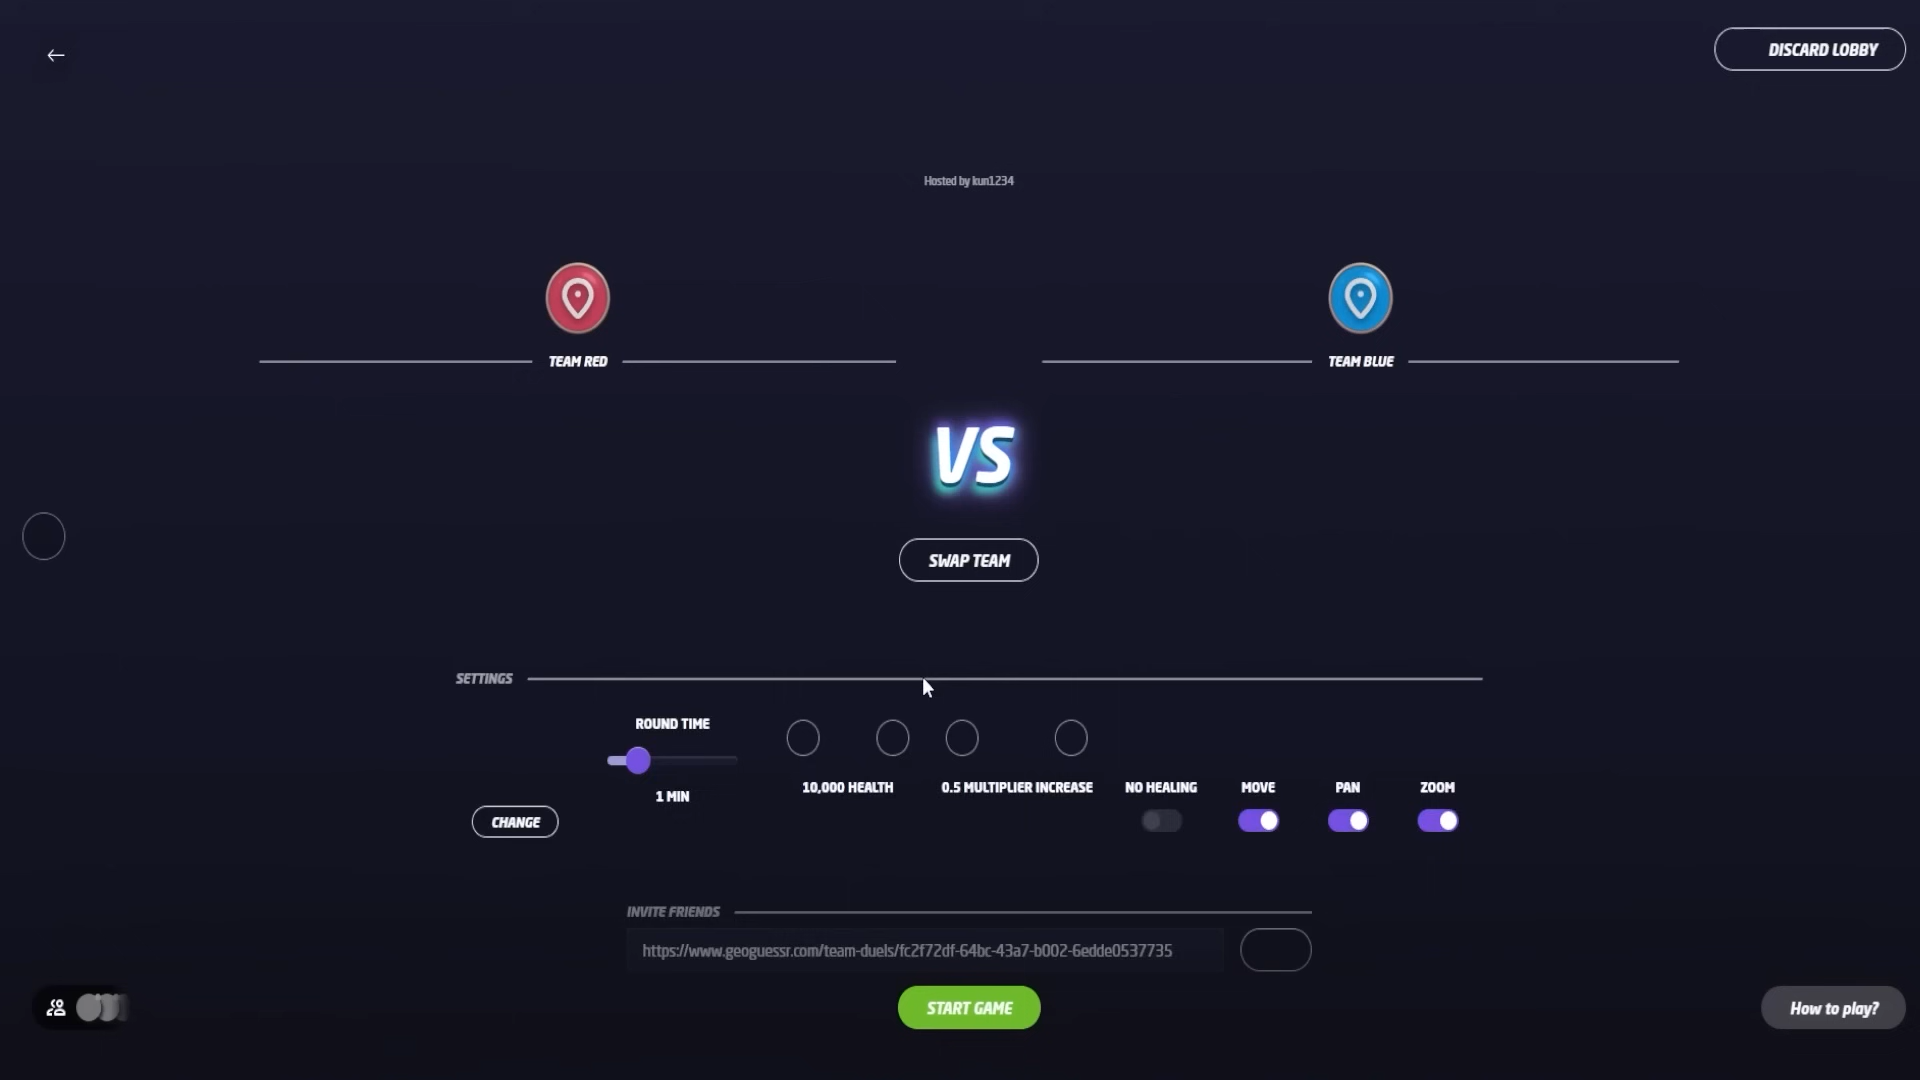 DISCARD LOBBY
Hosted by kun1234
TEAM RED
TEAM BLUE
VS
SWAP TEAM
SETTINGS
ROUND TIME
1 MIN
10,000 HEALTH
0.5 MULTIPLIER INCREASE
NO HEALING
MOVE
PAN
ZOOM
CHANGE
INVITE FRIENDS
https://www.geoguessr.com/team-duels/fc2f72df-64bc-43a7-b002-6edde0537735
START GAME
How to play?